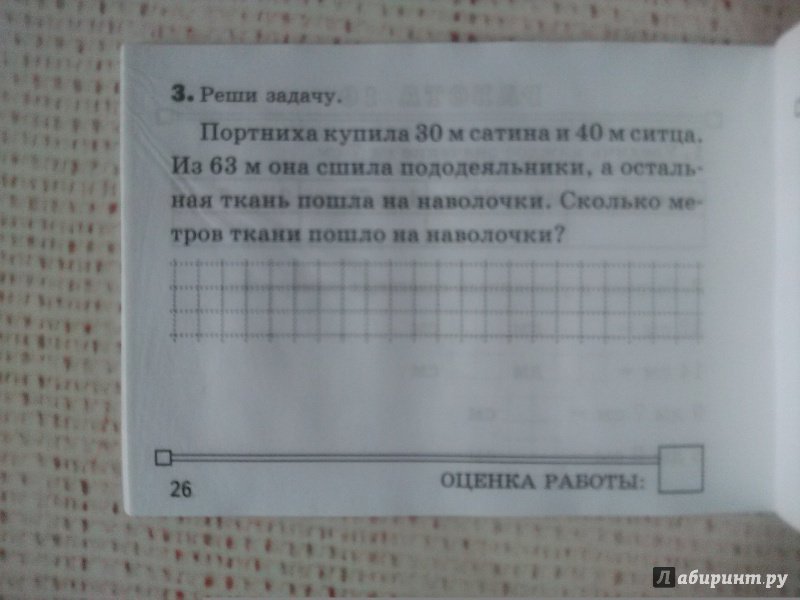 3. Реши задачу.
Портниха купила 30 м сатина и 40 м ситца.
Из 63 м она сшила пододеяльники, а осталь-
ная ткань пошла на наволочки. Сколько ме-
тров ткани пошло на наволочки?
ОЦЕНКА РАБОТЫ:
26
Лабиринт.ру